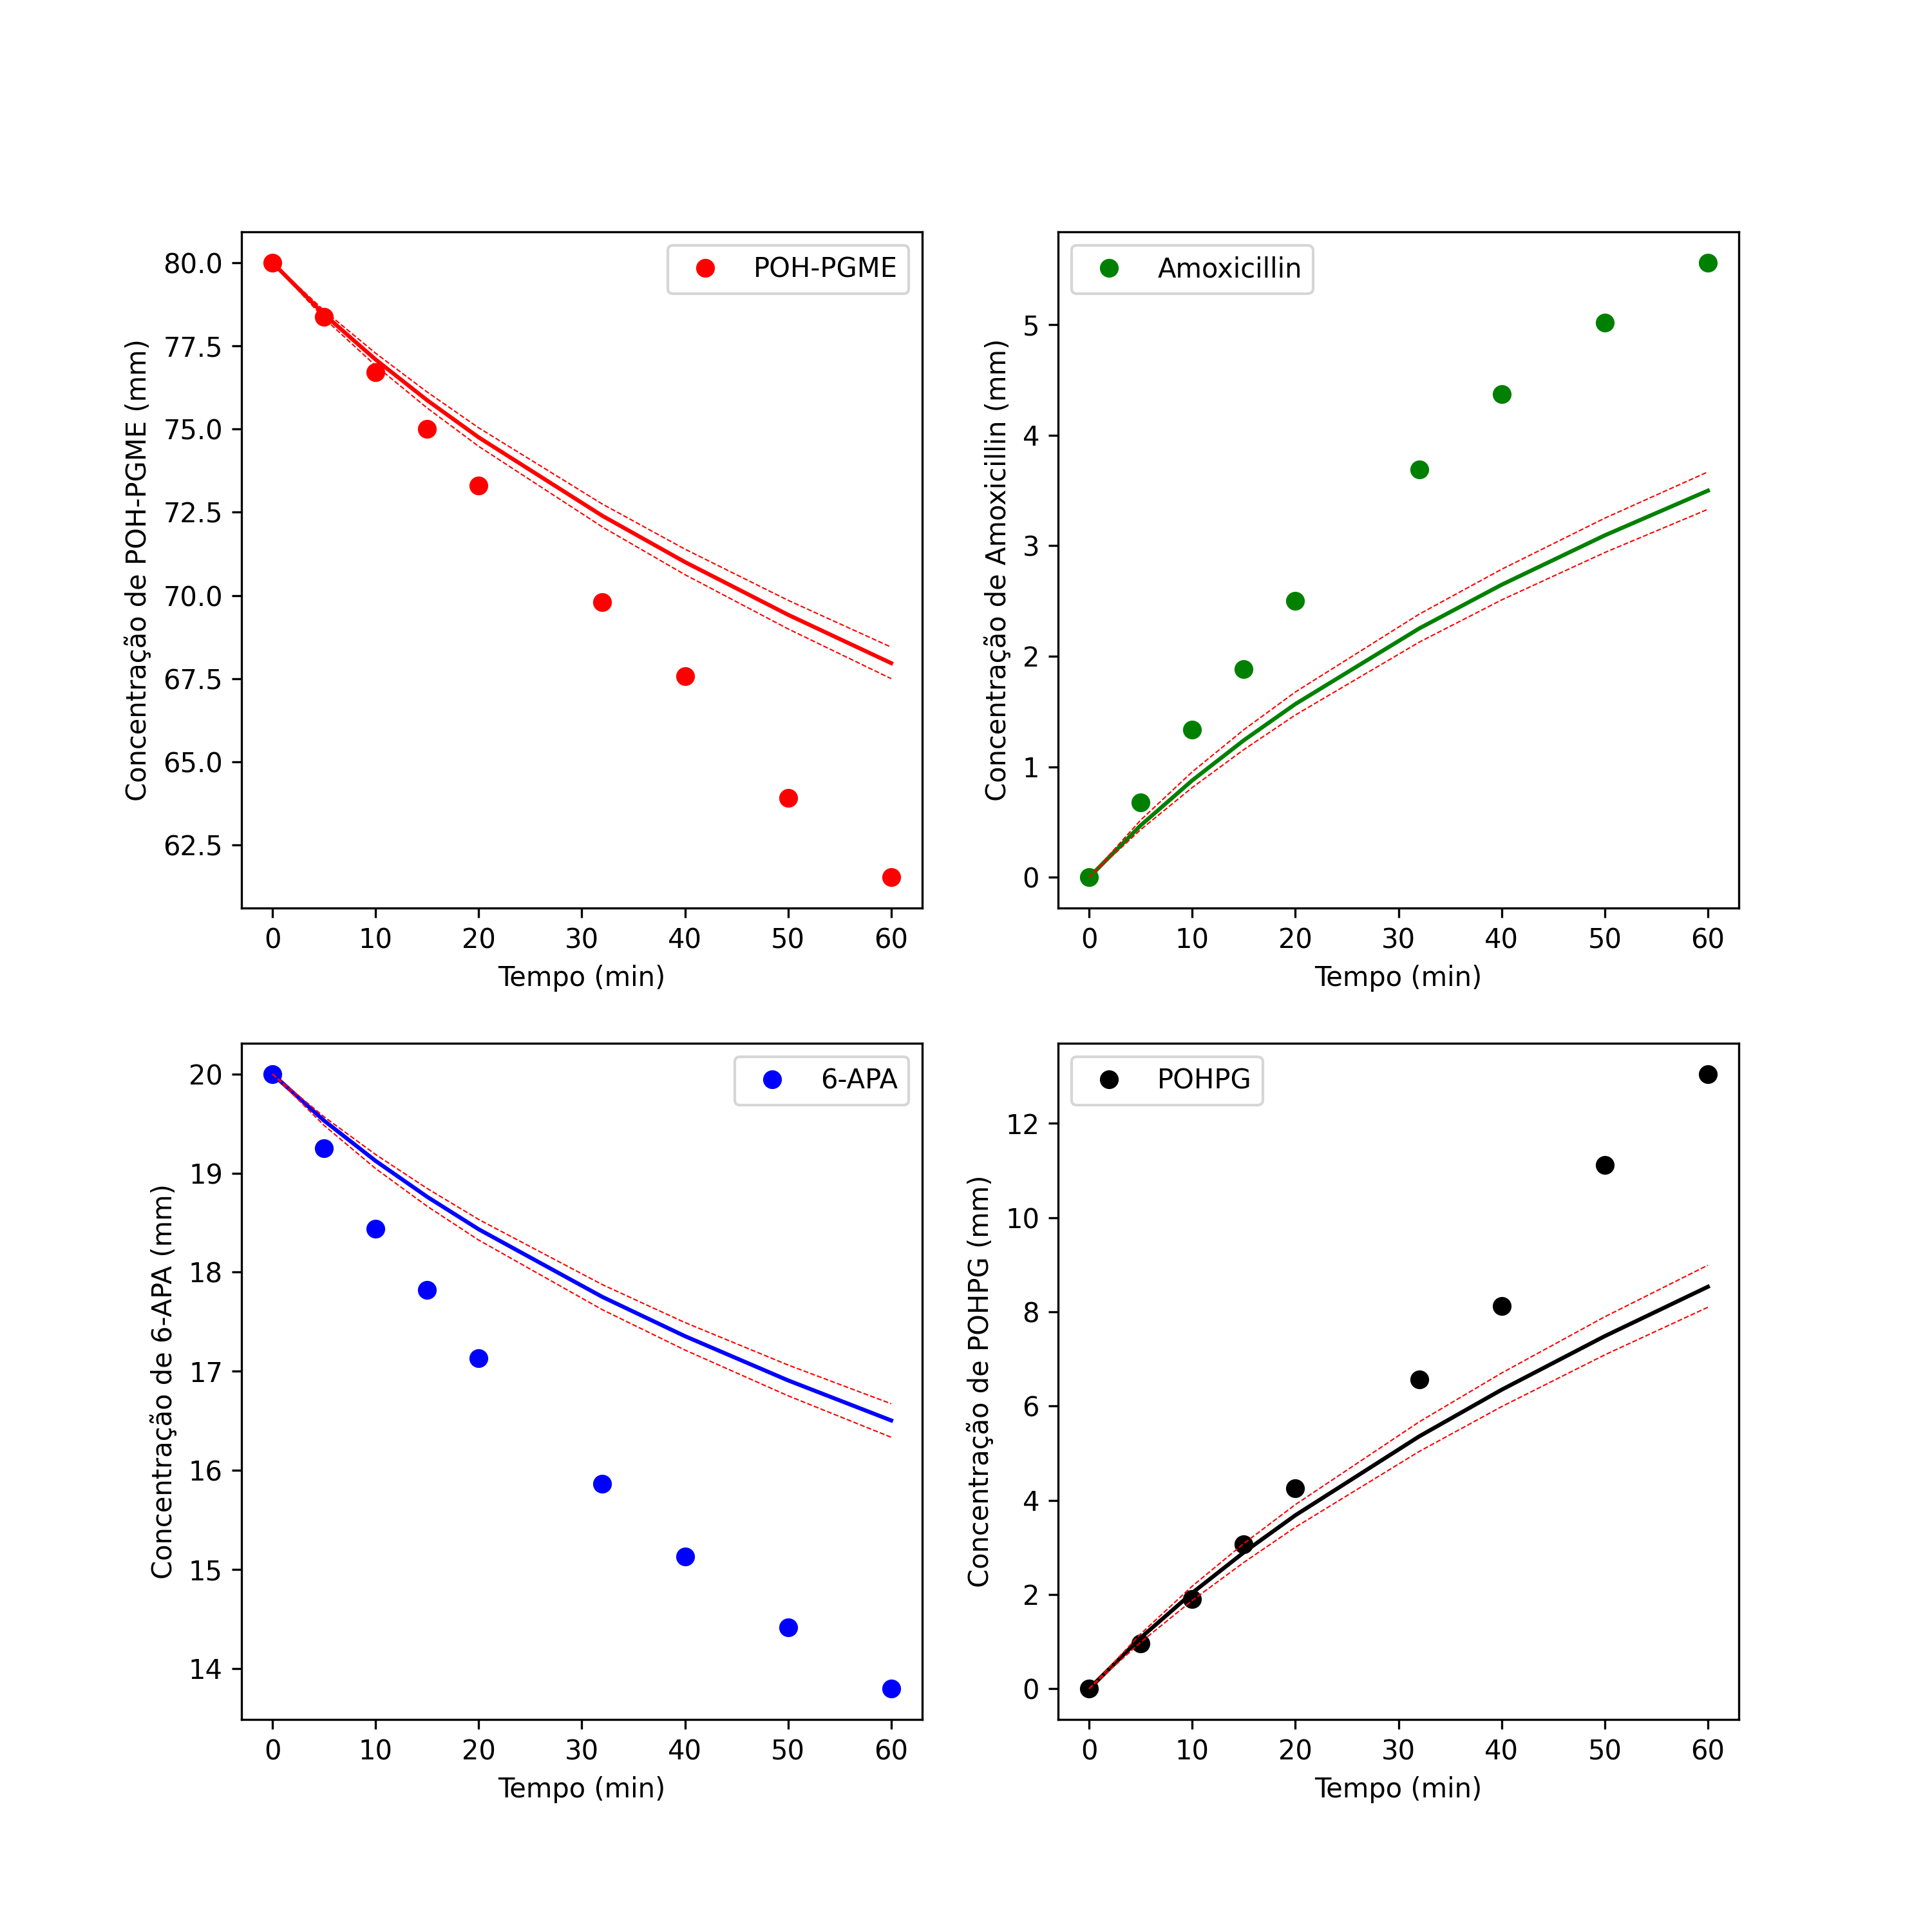 Concentração de POH-PGME (mm)
80.0
77.5
75.0
72.5
70.0
67.5
65.0
62.5
POH-PGME
0 10 20 30 40 50 60
Tempo (min)
Concentração de Amoxicillin (mm)
5
4
3
2
1
0
Amoxicillin
0 10 20 30 40 50 60
Tempo (min)
Concentração de 6-APA (mm)
20
19
18
17
16
15
14
6-APA
0 10 20 30 40 50 60
Tempo (min)
Concentração de POHPG (mm)
12
10
8
6
4
2
0
POHPG
0 10 20 30 40 50 60
Tempo (min)